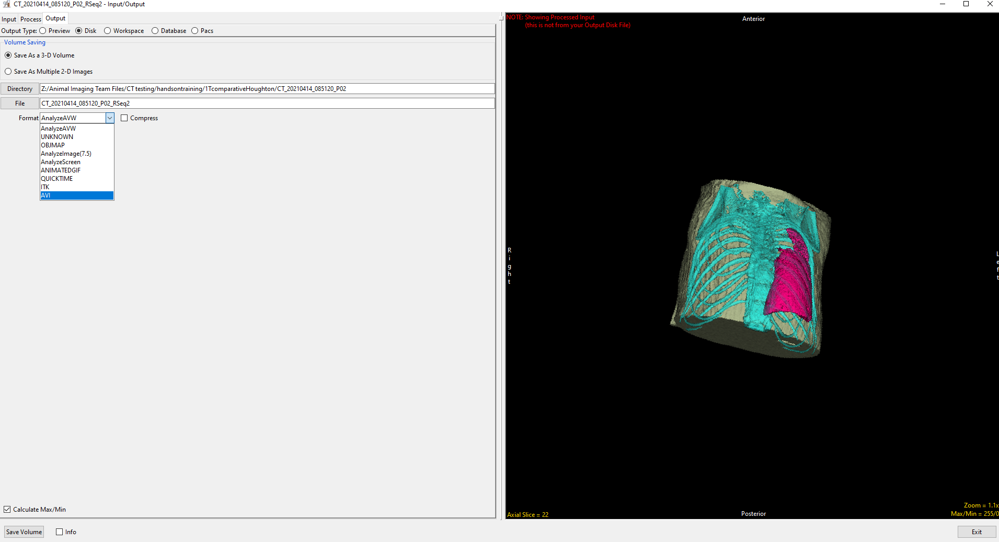 CT_20210414_085120_P02_RSeq2 - Input/Output
Input Process Output
Output Type: Preview Disk Workspace Database Pacs
Volume Saving
Save As a 3-D Volume
Save As Multiple 2-D Images
Directory Z:/Animal Imaging Team Files/CT testing/handsontraining/1TcomparativeHoughton/CT_20210414_085120_P02
File CT_20210414_085120_P02_RSeq2
Format AnalyzeAVW Compress
AnalyzeAVW
UNKNOWN
OBJMAP
AnalyzeImage(7.5)
AnalyzeScreen
ANIMATEDGIF
QUICKTIME
ITK
AVI
Calculate Max/Min
Save Volume Info
NOTE: Showing Processed Input
(this is not from your Output Disk File)
Anterior
Right
Left
Posterior
Axial Slice = 22
Zoom = 1.1x
Max/Min = 255/0
Exit